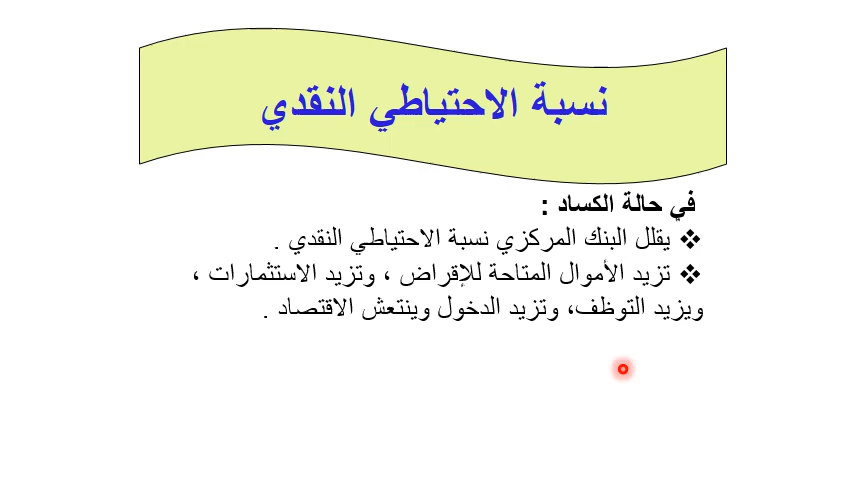 نسبة الاحتياطي النقدي
في حالة الكساد :
❖ يقلل البنك المركزي نسبة الاحتياطي النقدي .
❖ تزيد الأموال المتاحة للإقراض ، وتزيد الاستثمارات ،
ويزيد التوظف، وتزيد الدخول وينتعش الاقتصاد .